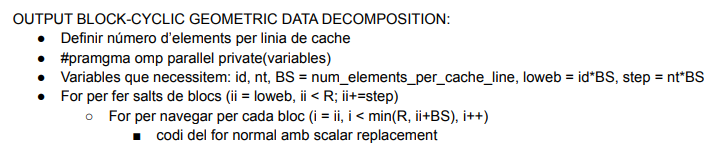 OUTPUT BLOCK-CYCLIC GEOMETRIC DATA DECOMPOSITION:
● Definir número d'elements per linia de cache
● #pramgma omp parallel private(variables)
● Variables que necessitem: id, nt, BS = num_elements_per_cache_line, loweb = id*BS, step = nt*BS
● For per fer salts de blocs (ii = loweb, ii < R; ii+=step)
○ For per navegar per cada bloc (i = ii, i < min(R, ii+BS), i++)
■ codi del for normal amb scalar replacement